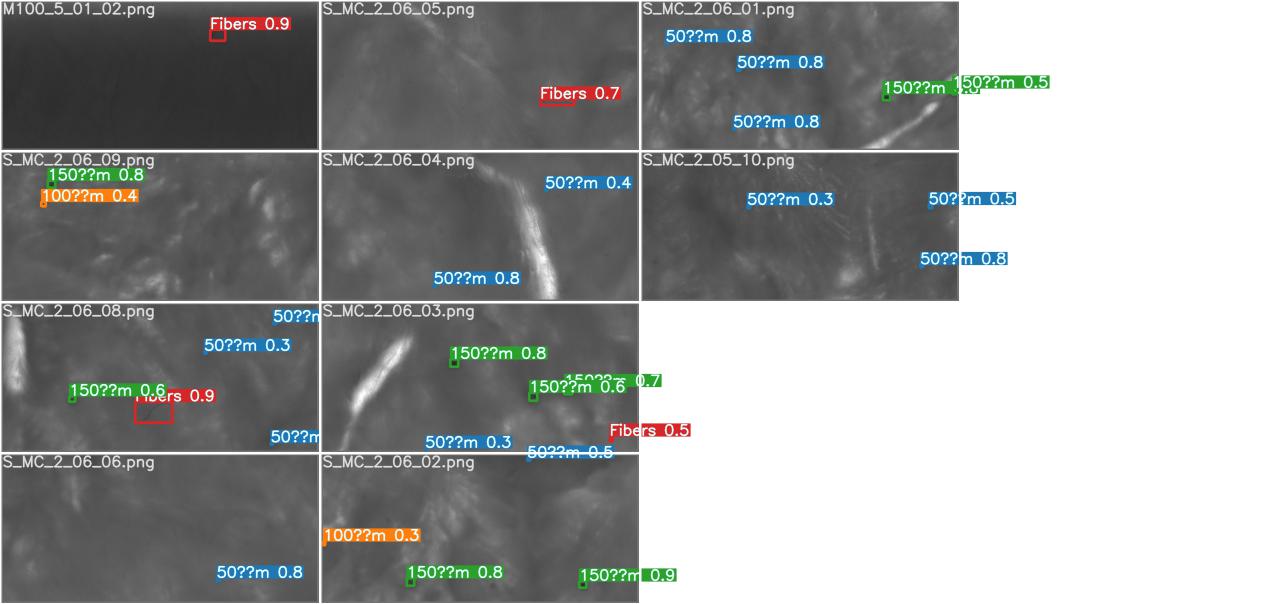 M100_5_01_02.png
Fibers 0.9
S_MC_2_06_05.png
Fibers 0.7
S_MC_2_06_01.png
50??m 0.8
50??m 0.8
150??m 0.5
150??m
50??m 0.8
S_MC_2_06_09.png
150??m 0.8
100??m 0.4
S_MC_2_06_04.png
50??m 0.4
50??m 0.8
S_MC_2_05_10.png
50??m 0.3
50??m 0.5
50??m 0.8
S_MC_2_06_08.png
50??m
50??m 0.3
150??m 0.6
Fibers 0.9
50??m
S_MC_2_06_03.png
150??m 0.8
0.7
150??m 0.6
Fibers 0.5
50??m 0.3
50??m 0.5
S_MC_2_06_06.png
50??m 0.8
S_MC_2_06_02.png
100??m 0.3
150??m 0.8
150??m 0.9